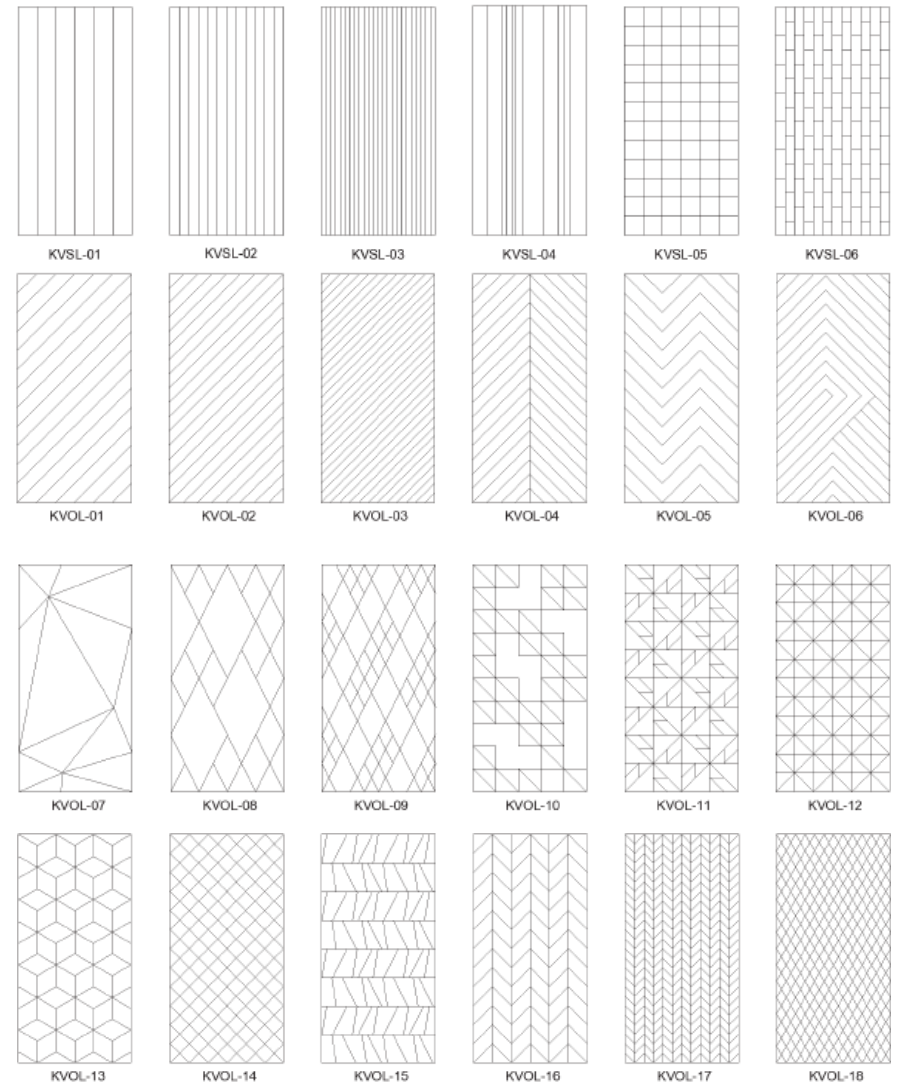 KVSL-01 KVSL-02 KVSL-03 KVSL-04 KVSL-05 KVSL-06
KVOL-01 KVOL-02 KVOL-03 KVOL-04 KVOL-05 KVOL-06
KVOL-07 KVOL-08 KVOL-09 KVOL-10 KVOL-11 KVOL-12
KVOL-13 KVOL-14 KVOL-15 KVOL-16 KVOL-17 KVOL-18